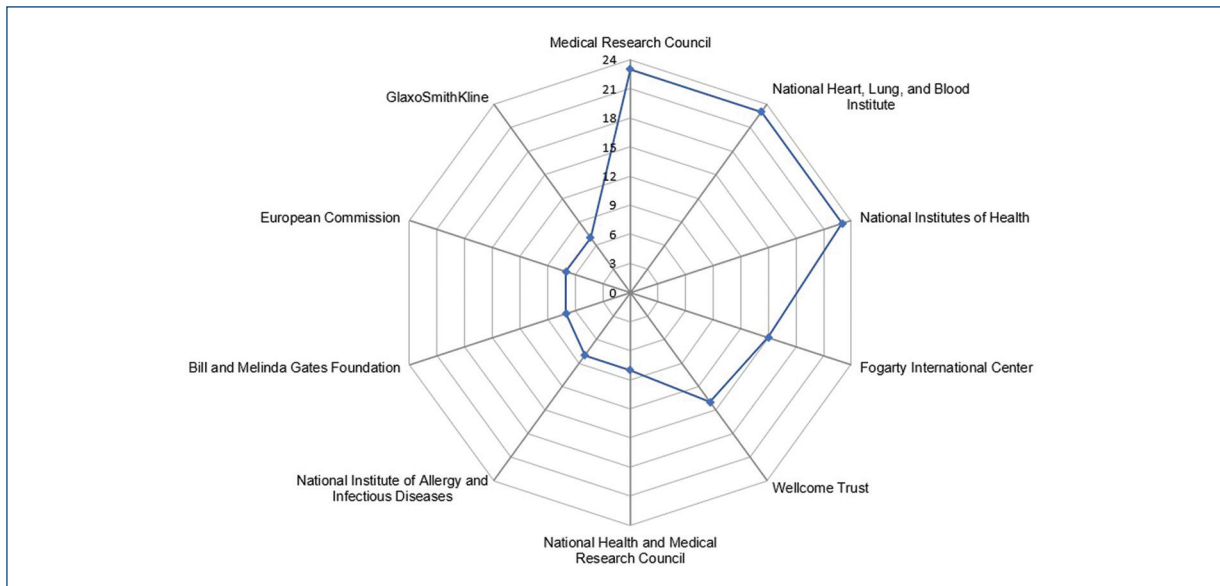 Medical Research Council
24
21
18
15
12
9
6
3
0
National Heart, Lung, and Blood
Institute
National Institutes of Health
Fogarty International Center
Wellcome Trust
National Health and Medical
Research Council
National Institute of Allergy and
Infectious Diseases
Bill and Melinda Gates Foundation
European Commission
GlaxoSmithKline